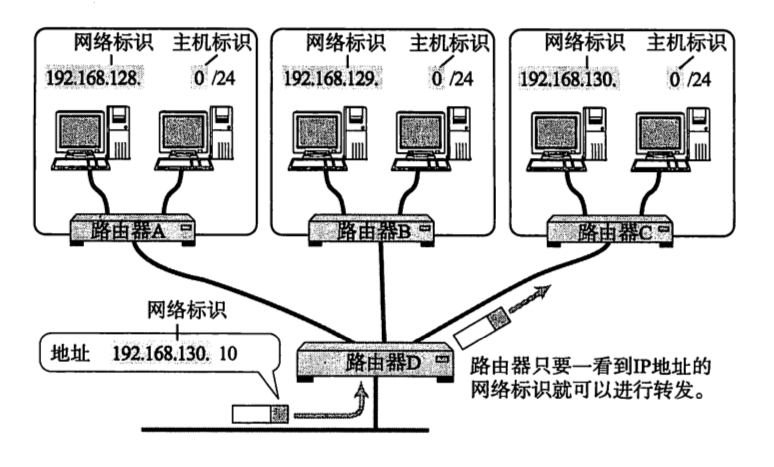 网络标识 主机标识
192.168.128. 0 /24
路由器A
网络标识 主机标识
192.168.129. 0 /24
路由器B
网络标识 主机标识
192.168.130. 0 /24
路由器C
网络标识
地址 192.168.130. 10
路由器D
路由器只要一看到IP地址的
网络标识就可以进行转发。